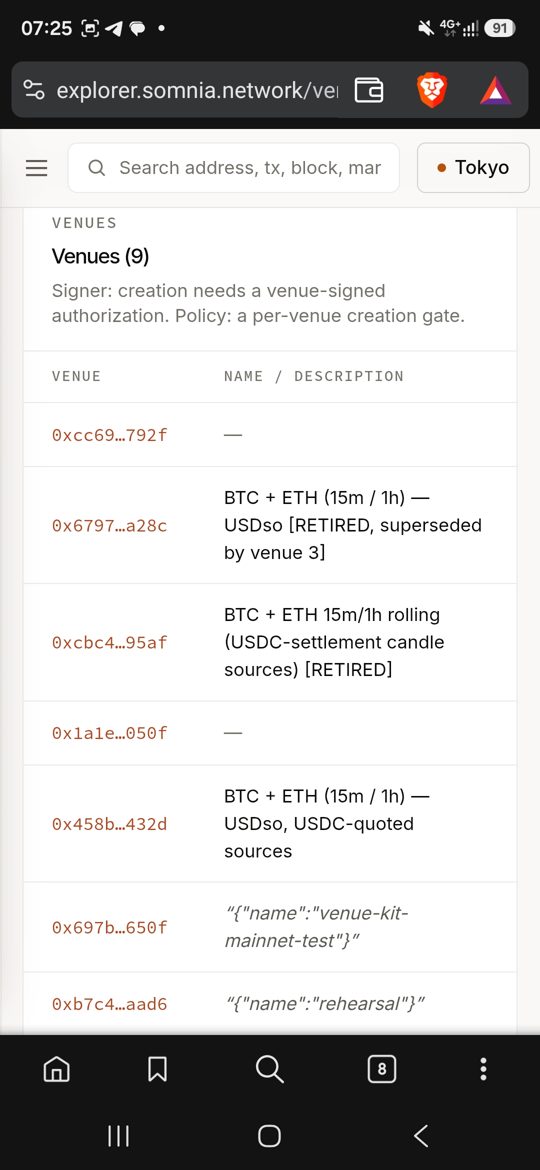 07:25
4G+
91
explorer.somnia.network/ve
Search address, tx, block, mar
Tokyo
VENUES
Venues (9)
Signer: creation needs a venue-signed
authorization. Policy: a per-venue creation gate.
VENUE NAME / DESCRIPTION
0xcc69…792f —
BTC + ETH (15m / 1h) —
0x6797…a28c USDso [RETIRED, superseded
by venue 3]
BTC + ETH 15m/1h rolling
0xcbc4…95af (USDC-settlement candle
sources) [RETIRED]
0x1a1e…050f —
BTC + ETH (15m / 1h) —
0x458b…432d USDso, USDC-quoted
sources
0x697b…650f “{"name":"venue-kit-
mainnet-test"}”
0xb7c4…aad6 “{"name":"rehearsal"}”
8